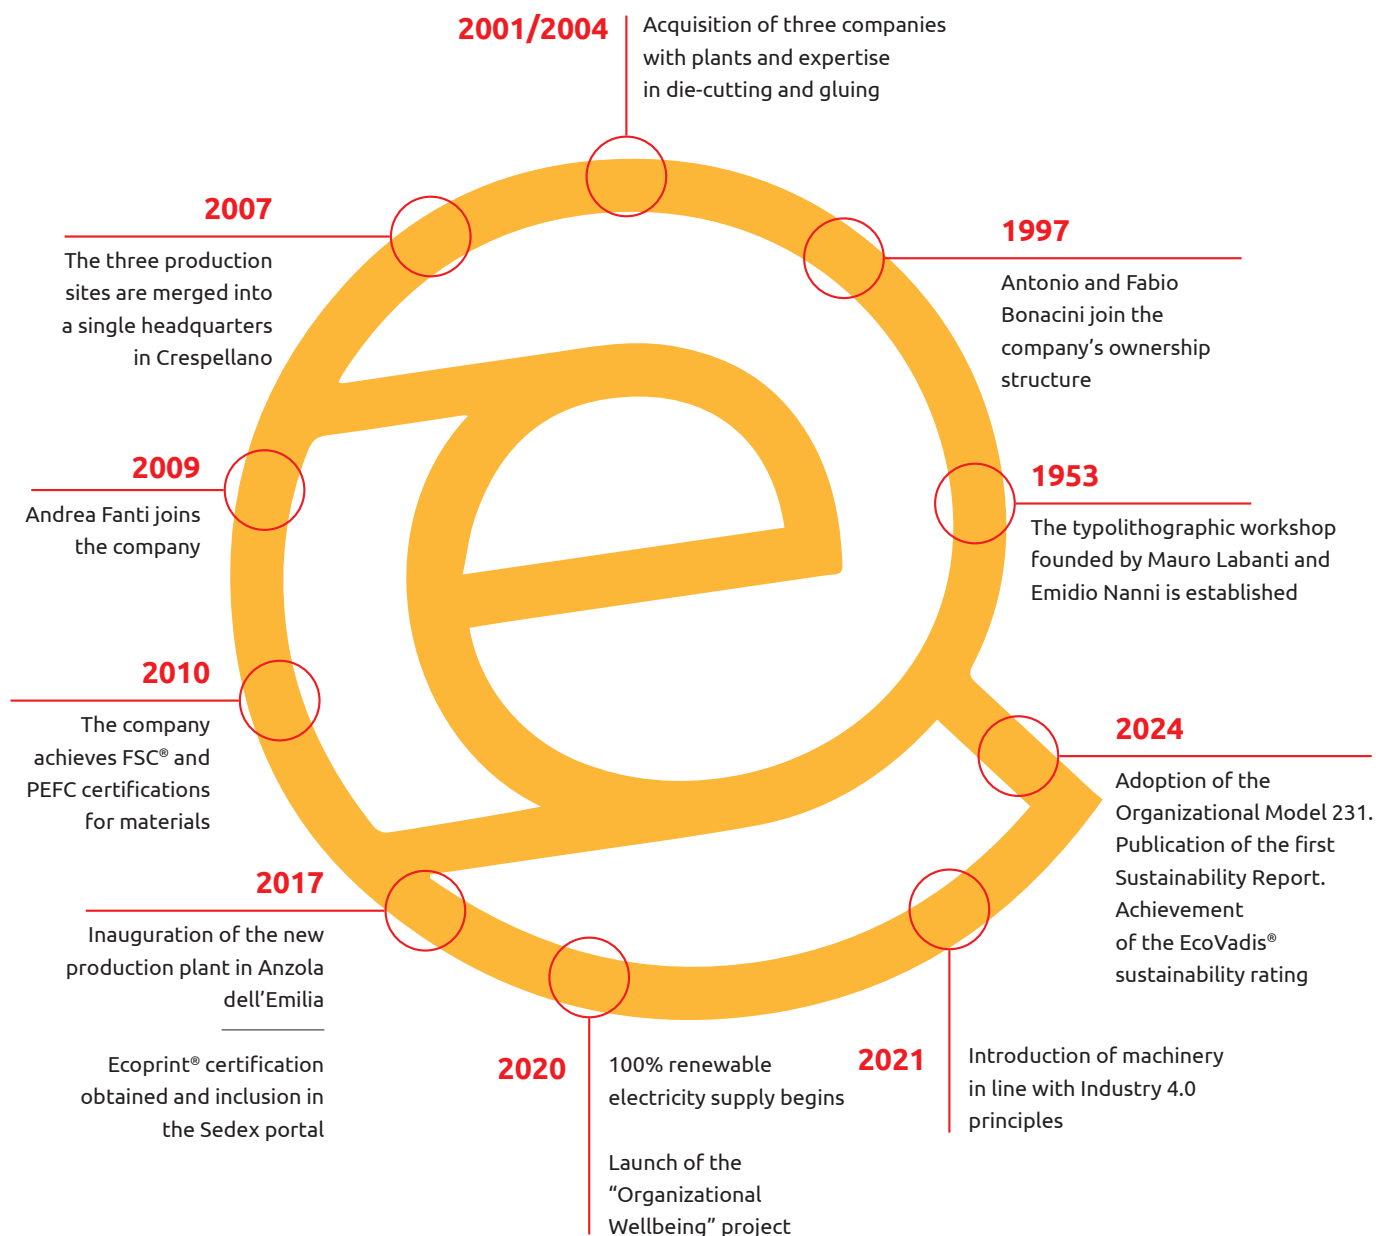 2001/2004
Acquisition of three companies
with plants and expertise
in die-cutting and gluing
2007
The three production
sites are merged into
a single headquarters
in Crespellano
1997
Antonio and Fabio
Bonacini join the
company's ownership
structure
2009
Andrea Fanti joins
the company
1953
The typolithographic workshop
founded by Mauro Labanti and
Emidio Nanni is established
2010
The company
achieves FSC® and
PEFC certifications
for materials
2024
Adoption of the
Organizational Model 231.
Publication of the first
Sustainability Report.
Achievement
of the EcoVadis®
sustainability rating
2017
Inauguration of the new
production plant in Anzola
dell'Emilia
Ecoprint® certification
obtained and inclusion in
the Sedex portal
2020
100% renewable
electricity supply begins
Launch of the
“Organizational
Wellbeing” project
2021
Introduction of machinery
in line with Industry 4.0
principles